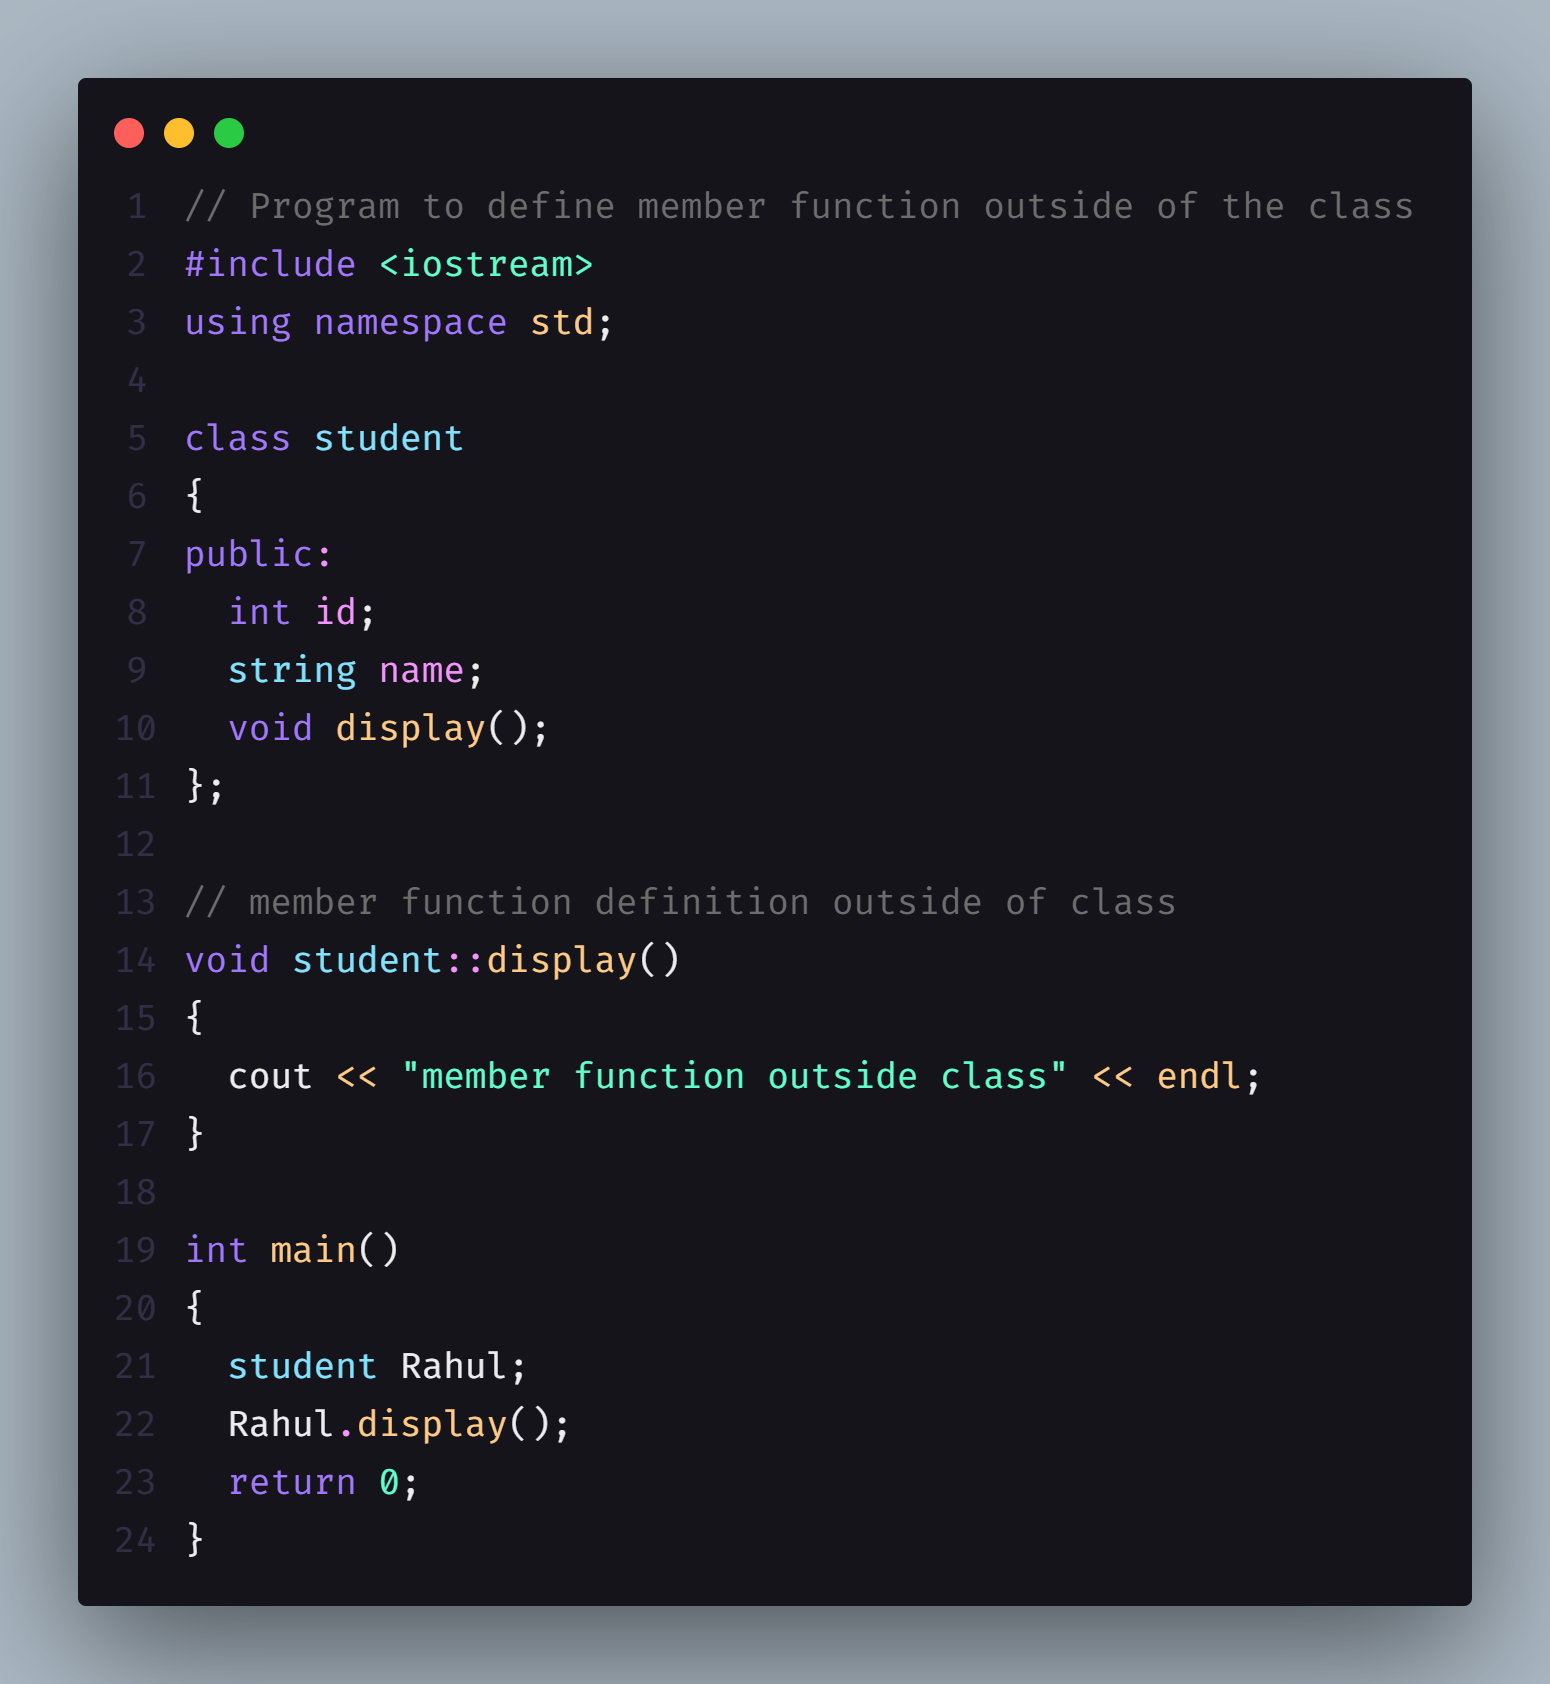 1 // Program to define member function outside of the class
2 #include <iostream>
3 using namespace std;
4
5 class student
6 {
7 public:
8   int id;
9   string name;
10   void display();
11 };
12
13 // member function definition outside of class
14 void student::display()
15 {
16   cout << "member function outside class" << endl;
17 }
18
19 int main()
20 {
21   student Rahul;
22   Rahul.display();
23   return 0;
24 }